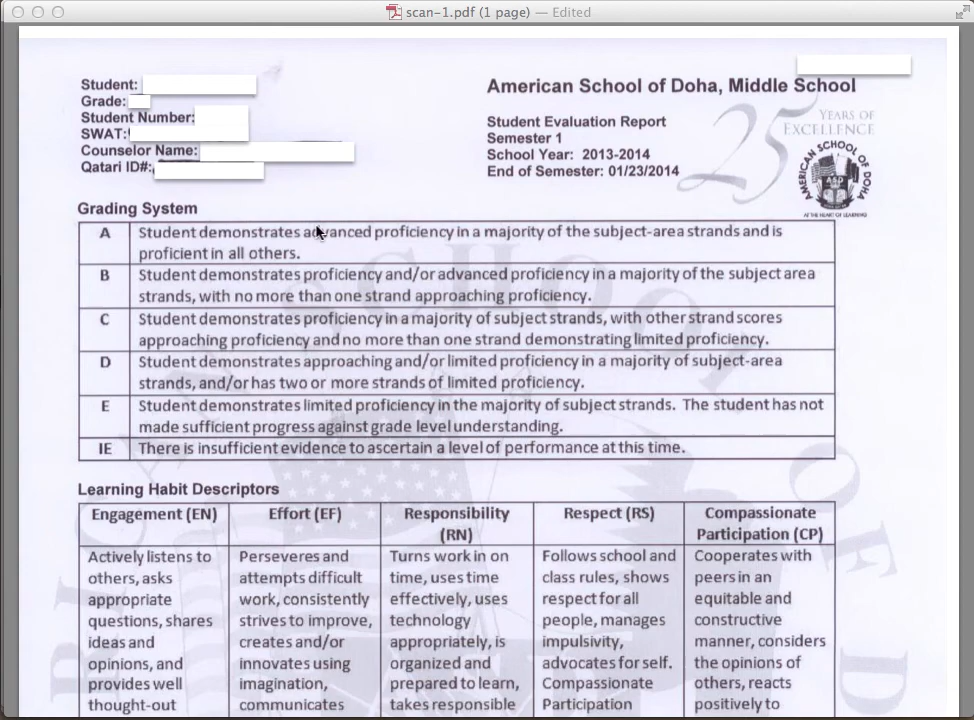 scan-1.pdf (1 page) — Edited
Student:
Grade:
Student Number:
SWAT:
Counselor Name:
Qatari ID#:
American School of Doha, Middle School
Student Evaluation Report
Semester 1
School Year: 2013-2014
End of Semester: 01/23/2014
25 YEARS OF
EXCELLENCE
AMERICAN SCHOOL OF DOHA
ASD
AT THE HEART OF LEARNING
Grading System
A Student demonstrates advanced proficiency in a majority of the subject-area strands and is
proficient in all others.
B Student demonstrates proficiency and/or advanced proficiency in a majority of the subject area
strands, with no more than one strand approaching proficiency.
C Student demonstrates proficiency in a majority of subject strands, with other strand scores
approaching proficiency and no more than one strand demonstrating limited proficiency.
D Student demonstrates approaching and/or limited proficiency in a majority of subject-area
strands, and/or has two or more strands of limited proficiency.
E Student demonstrates limited proficiency in the majority of subject strands. The student has not
made sufficient progress against grade level understanding.
IE There is insufficient evidence to ascertain a level of performance at this time.
Learning Habit Descriptors
Engagement (EN)
Actively listens to
others, asks
appropriate
questions, shares
ideas and
opinions, and
provides well
thought-out
Effort (EF)
Perseveres and
attempts difficult
work, consistently
strives to improve,
creates and/or
innovates using
imagination,
communicates
Responsibility
(RN)
Turns work in on
time, uses time
effectively, uses
technology
appropriately, is
organized and
prepared to learn,
takes responsible
Respect (RS)
Follows school and
class rules, shows
respect for all
people, manages
impulsivity,
advocates for self.
Compassionate
Participation
Compassionate
Participation (CP)
Cooperates with
peers in an
equitable and
constructive
manner, considers
the opinions of
others, reacts
positively to